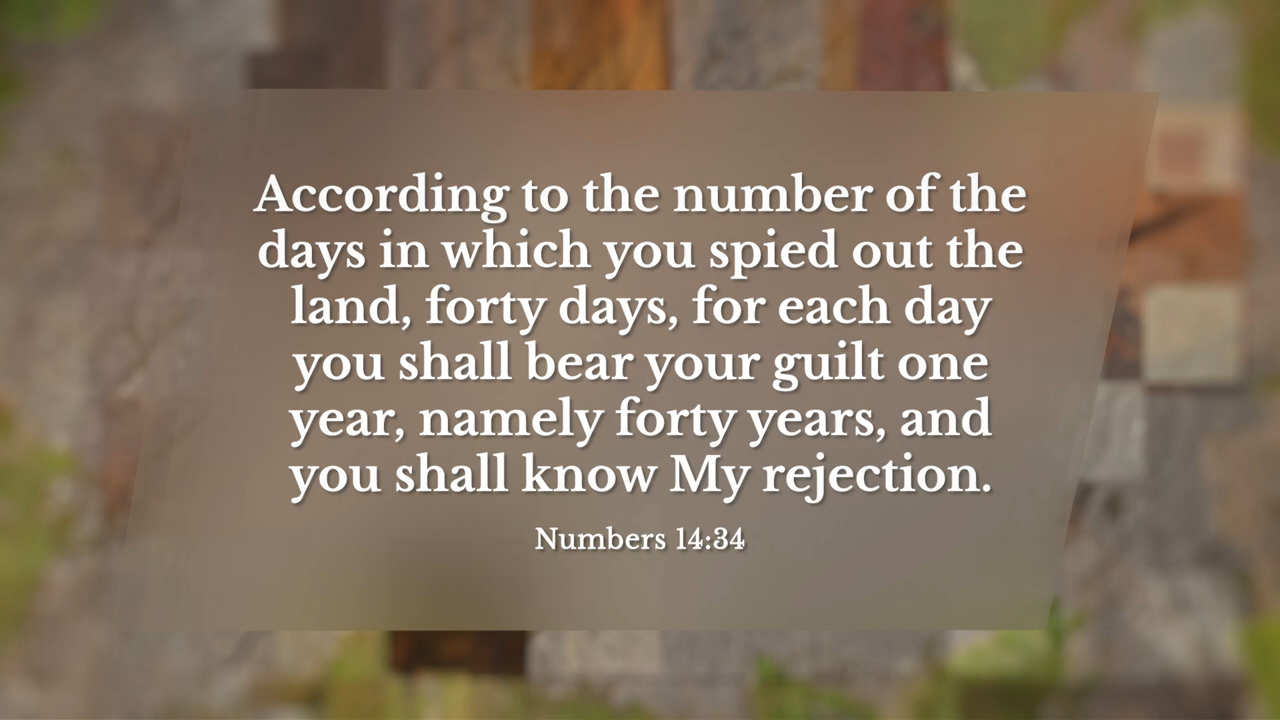 According to the number of the
days in which you spied out the
land, forty days, for each day
you shall bear your guilt one
year, namely forty years, and
you shall know My rejection.
Numbers 14:34